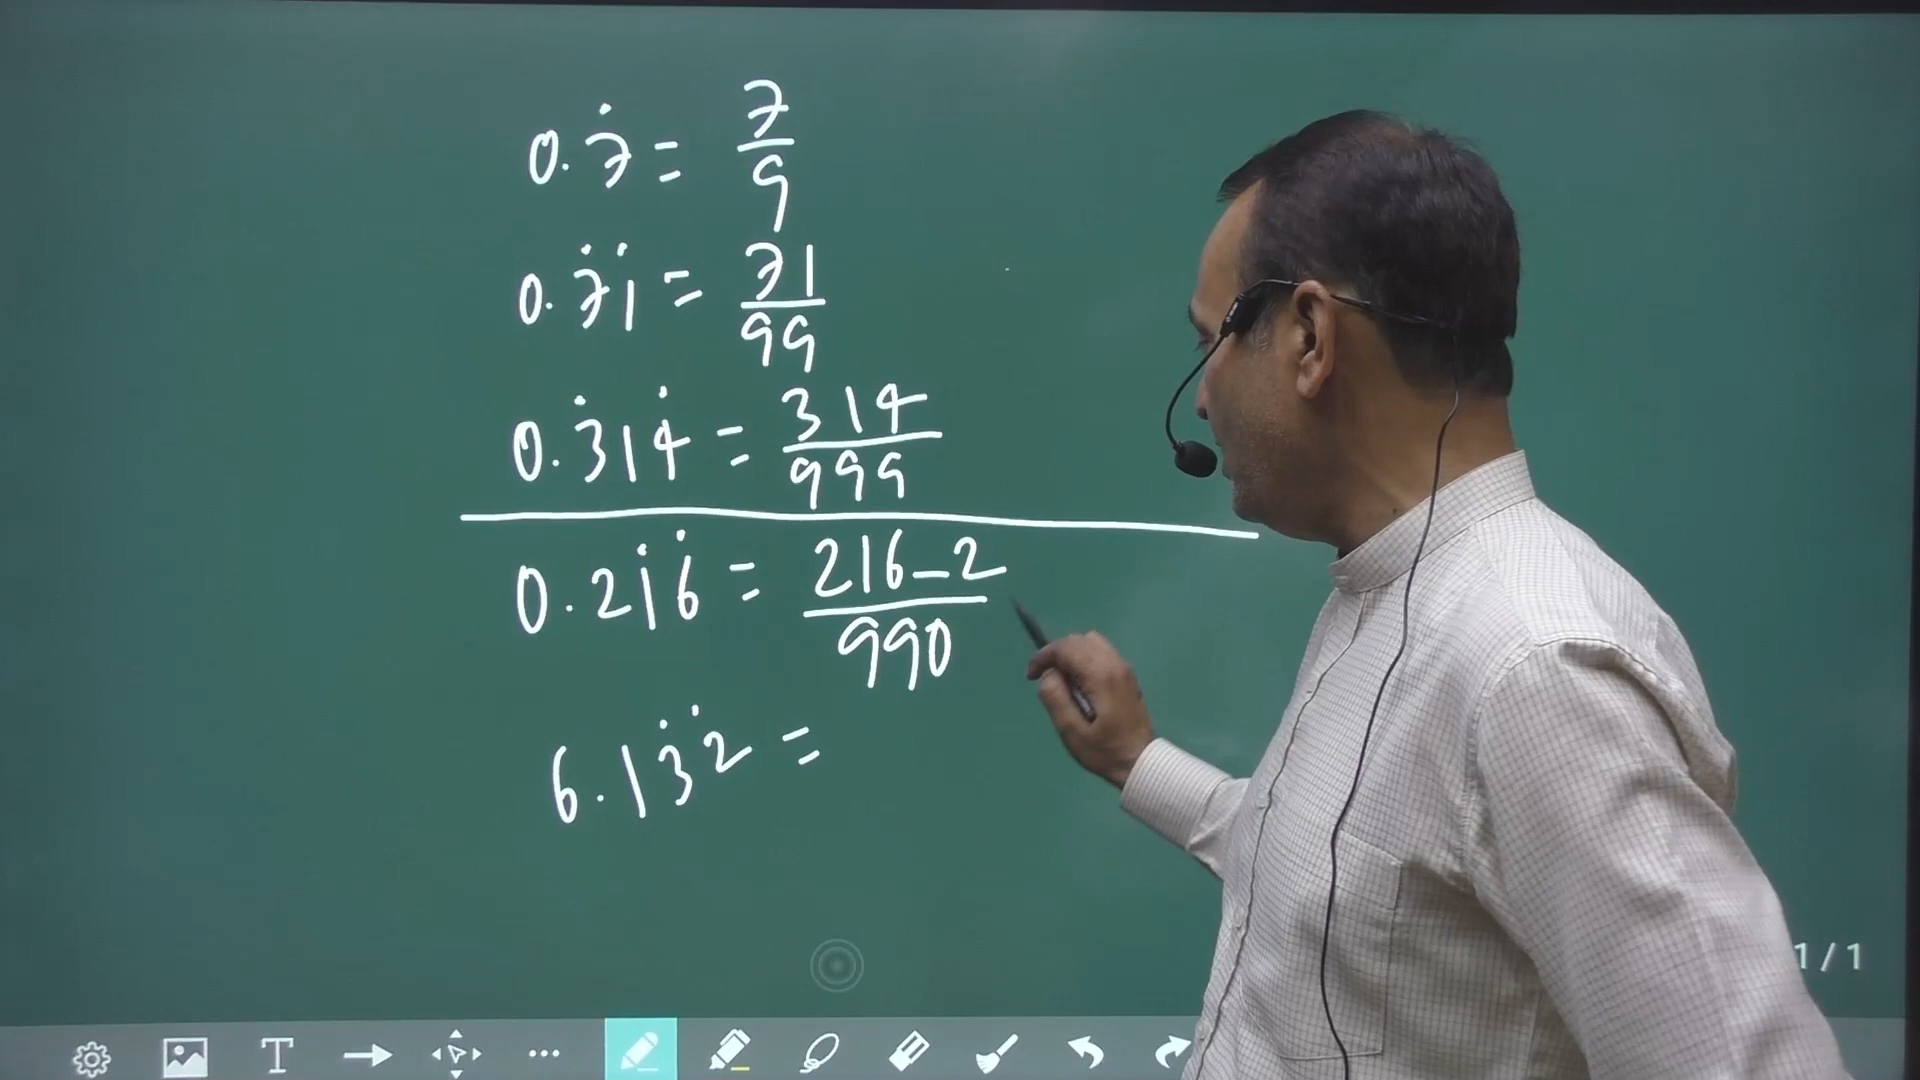 0.7̇ = 7/9
0.7̇1̇ = 71/99
0.3̇14̇ = 314/999
0.21̇6̇ = 216-2/990
6.13̇2̇ =
1/1
T